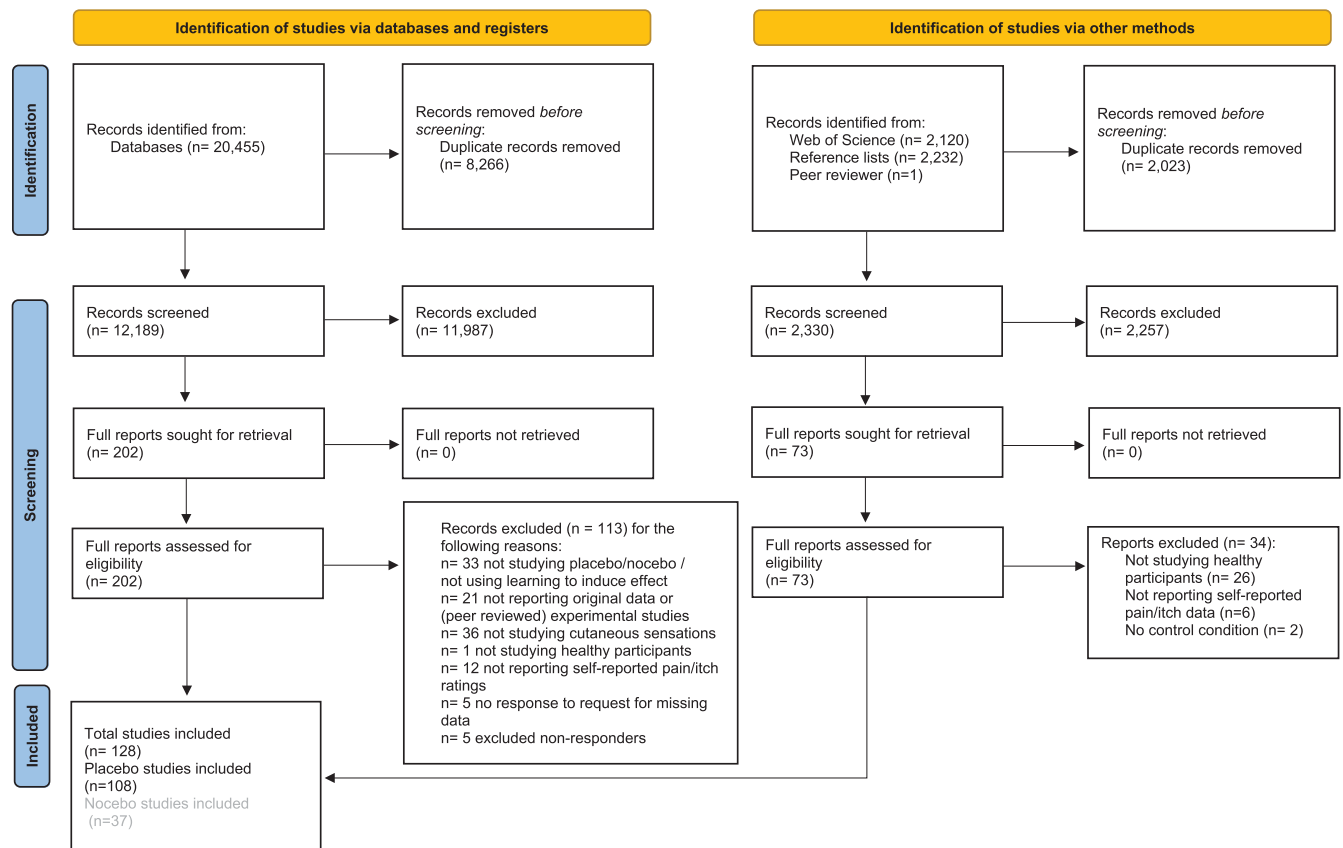 Identification of studies via databases and registers
Identification of studies via other methods
Identification
Records identified from:
Databases (n= 20,455)
Records removed before
screening:
Duplicate records removed
(n= 8,266)
Records identified from:
Web of Science (n= 2,120)
Reference lists (n= 2,232)
Peer reviewer (n=1)
Records removed before
screening:
Duplicate records removed
(n= 2,023)
Screening
Records screened
(n= 12,189)
Records excluded
(n= 11,987)
Records screened
(n= 2,330)
Records excluded
(n= 2,257)
Full reports sought for retrieval
(n= 202)
Full reports not retrieved
(n= 0)
Full reports sought for retrieval
(n= 73)
Full reports not retrieved
(n= 0)
Full reports assessed for
eligibility
(n= 202)
Records excluded (n = 113) for the
following reasons:
n= 33 not studying placebo/nocebo /
not using learning to induce effect
n= 21 not reporting original data or
(peer reviewed) experimental studies
n= 36 not studying cutaneous sensations
n= 1 not studying healthy participants
n= 12 not reporting self-reported pain/itch
ratings
n= 5 no response to request for missing
data
n= 5 excluded non-responders
Full reports assessed for
eligibility
(n= 73)
Reports excluded (n= 34):
Not studying healthy
participants (n= 26)
Not reporting self-reported
pain/itch data (n=6)
No control condition (n= 2)
Included
Total studies included
(n= 128)
Placebo studies included
(n=108)
Nocebo studies included
(n=37)